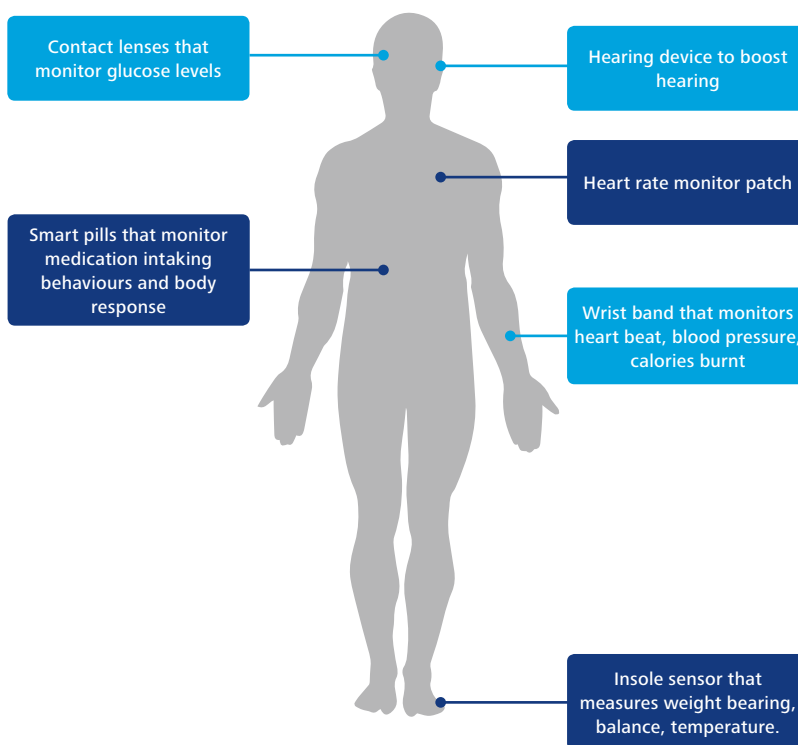 Contact lenses that
monitor glucose levels
Hearing device to boost
hearing
Heart rate monitor patch
Smart pills that monitor
medication intaking
behaviours and body
response
Wrist band that monitors
heart beat, blood pressure,
calories burnt
Insole sensor that
measures weight bearing,
balance, temperature.